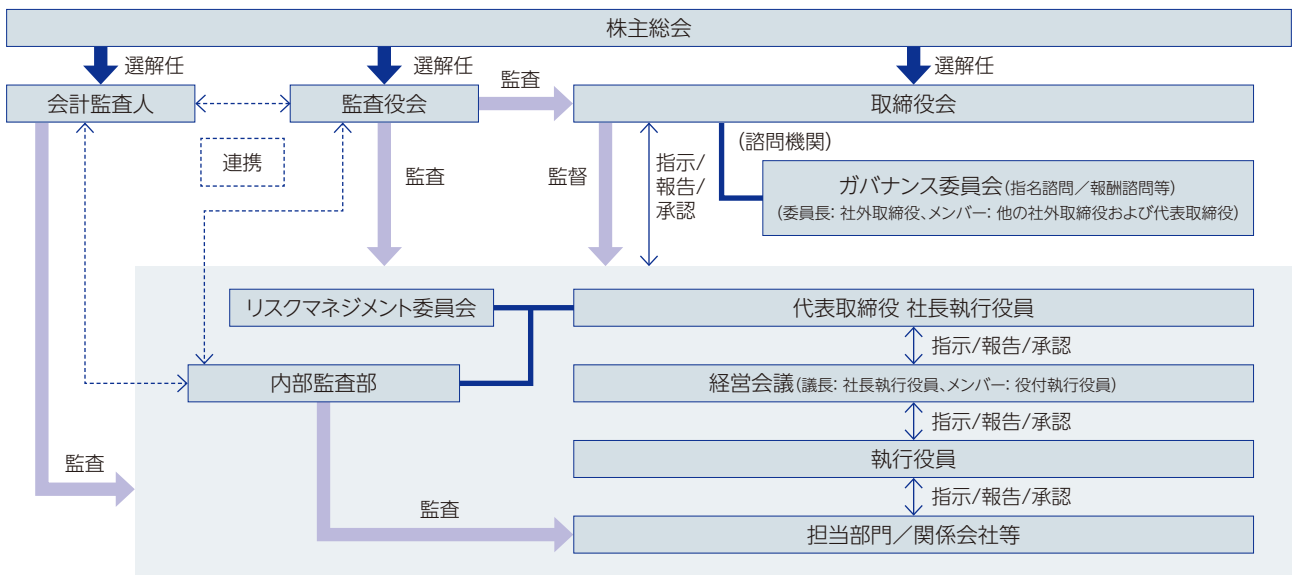 株主総会
選解任
選解任
選解任
会計監査人
監査役会
監査
取締役会
連携
監査
監督
指示/
報告/
承認
(諮問機関)
ガバナンス委員会(指名諮問／報酬諮問等)
(委員長: 社外取締役、メンバー: 他の社外取締役および代表取締役)
リスクマネジメント委員会
代表取締役 社長執行役員
指示/報告/承認
内部監査部
経営会議(議長: 社長執行役員、メンバー: 役付執行役員)
指示/報告/承認
監査
執行役員
指示/報告/承認
監査
担当部門／関係会社等